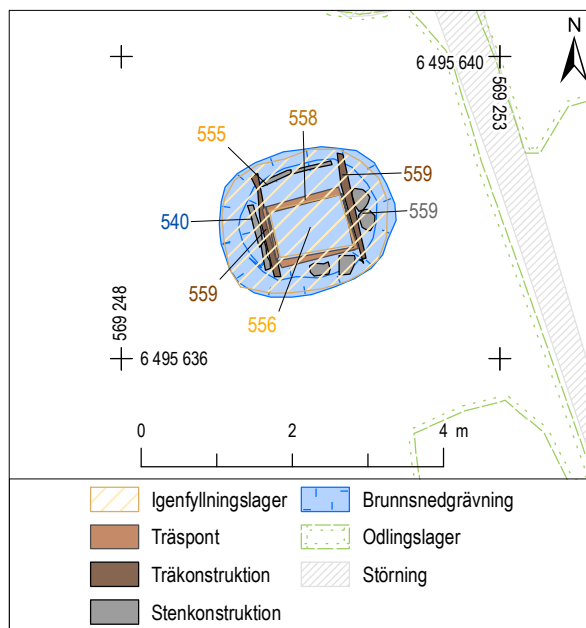 N
6 495 640
569 253
558
555
559
540
559
559
556
569 248
6 495 636
0 2 4 m
Igenfyllningslager
Brunnsnedgrävning
Träspont
Odlingslager
Träkonstruktion
Störning
Stenkonstruktion